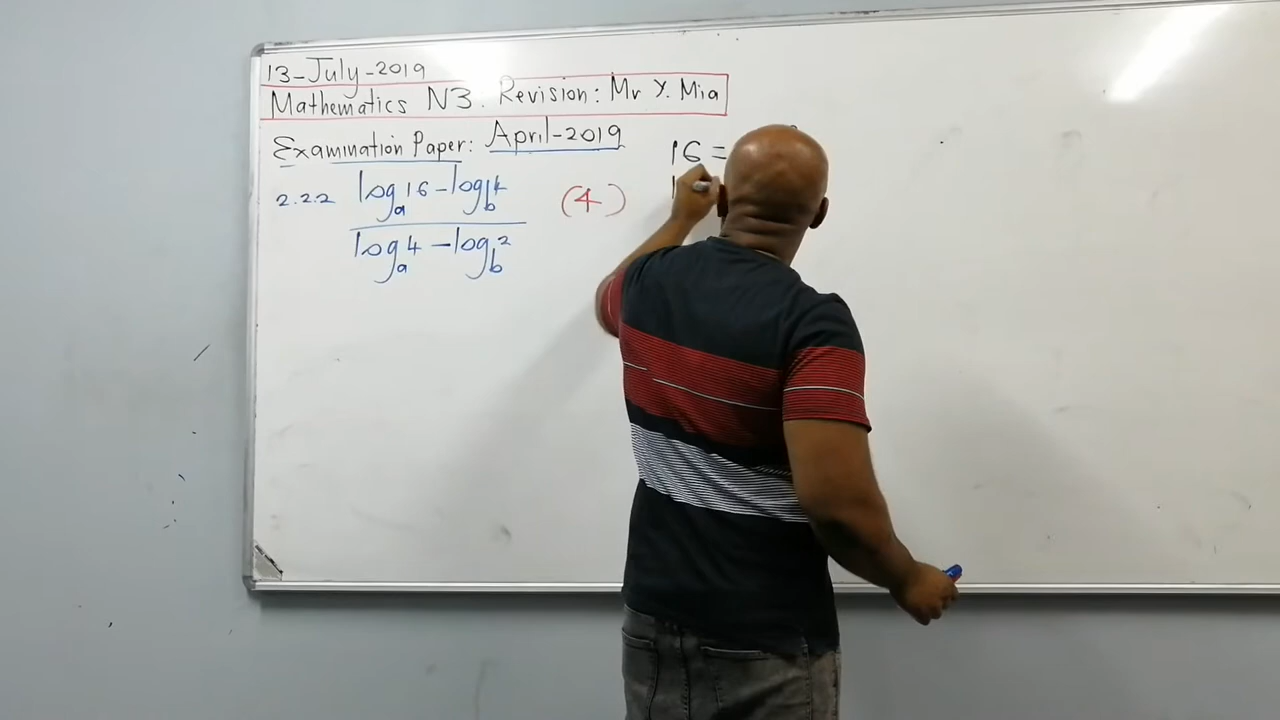 13-July-2019
Mathematics N3. Revision: Mr Y. Mia
Examination Paper: April-2019
16 =
2.2.2 log_a 16 - log_b 4 (4)
log_a 4 - log_b 2